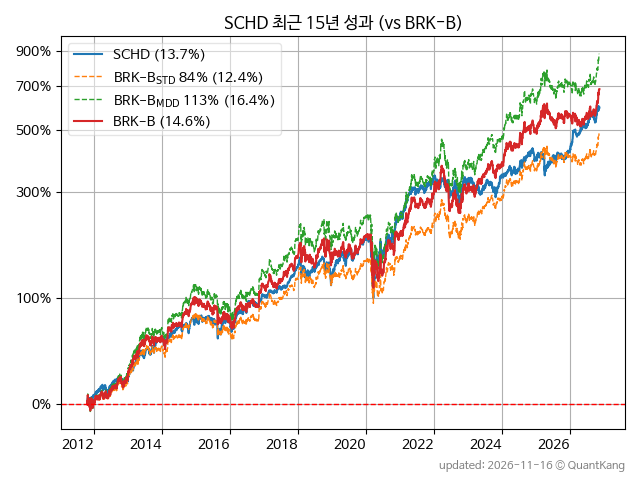 SCHD 최근 15년 성과 (vs BRK-B)
SCHD (13.7%)
BRK-BSTD 84% (12.4%)
BRK-BMDD 113% (16.4%)
BRK-B (14.6%)
900%
700%
500%
300%
100%
0%
2012 2014 2016 2018 2020 2022 2024 2026
updated: 2026-11-16 © QuantKang